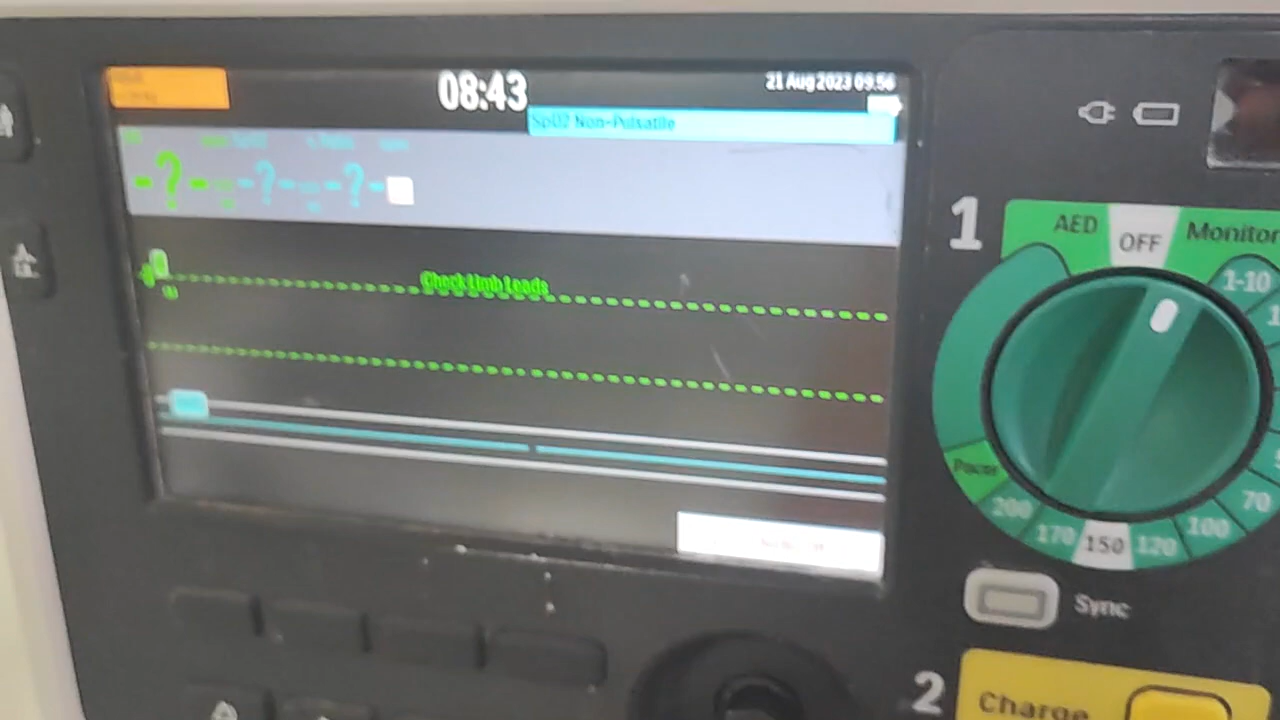 08:43
21 Aug 2023 09:56
SpO2 Non-Pulsatile
-?-
-?-
-?-
Check Limb Leads
1
AED
OFF
Monitor
1-10
70
100
120
150
170
200
Pacer
Sync
2
Charge